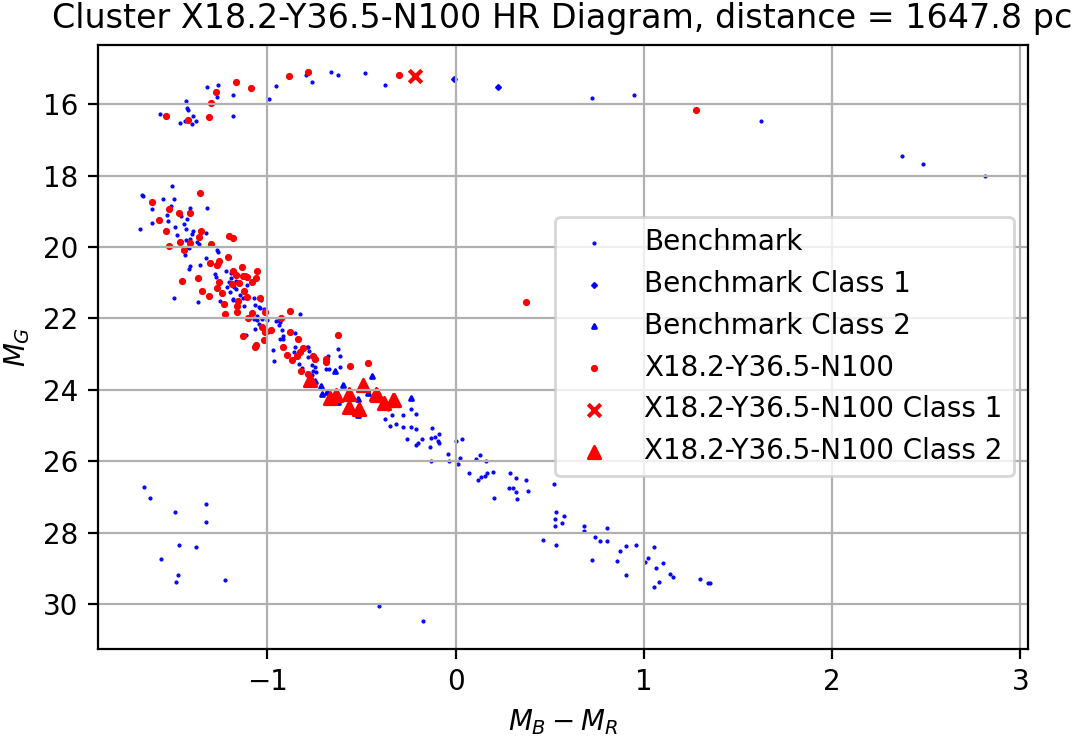 Cluster X18.2-Y36.5-N100 HR Diagram, distance = 1647.8 pc
16
18
20
22
24
26
28
30
M_G
Benchmark
Benchmark Class 1
Benchmark Class 2
X18.2-Y36.5-N100
X18.2-Y36.5-N100 Class 1
X18.2-Y36.5-N100 Class 2
−1 0 1 2 3
M_B − M_R